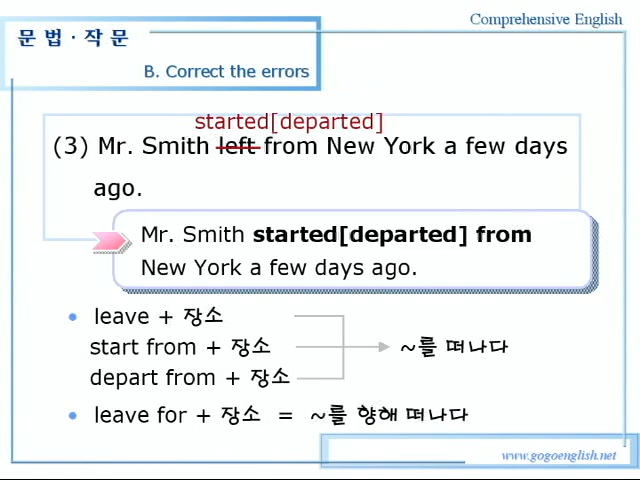 Comprehensive English
문 법 · 작 문
B. Correct the errors
started[departed]
(3) Mr. Smith left from New York a few days
ago.
Mr. Smith started[departed] from
New York a few days ago.
leave + 장소
start from + 장소
~를 떠나다
depart from + 장소
leave for + 장소 = ~를 향해 떠나다
www.gogoenglish.net